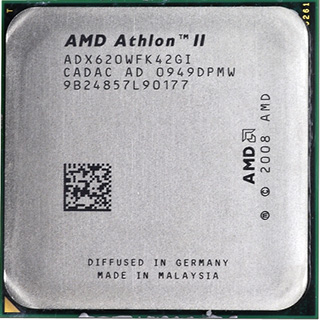 AMD Athlon™ II
ADX620WFK42GI
CADAC AD 0949DPMW
9B24857L90177
AMD
© 2008 AMD
DIFFUSED IN GERMANY
MADE IN MALAYSIA